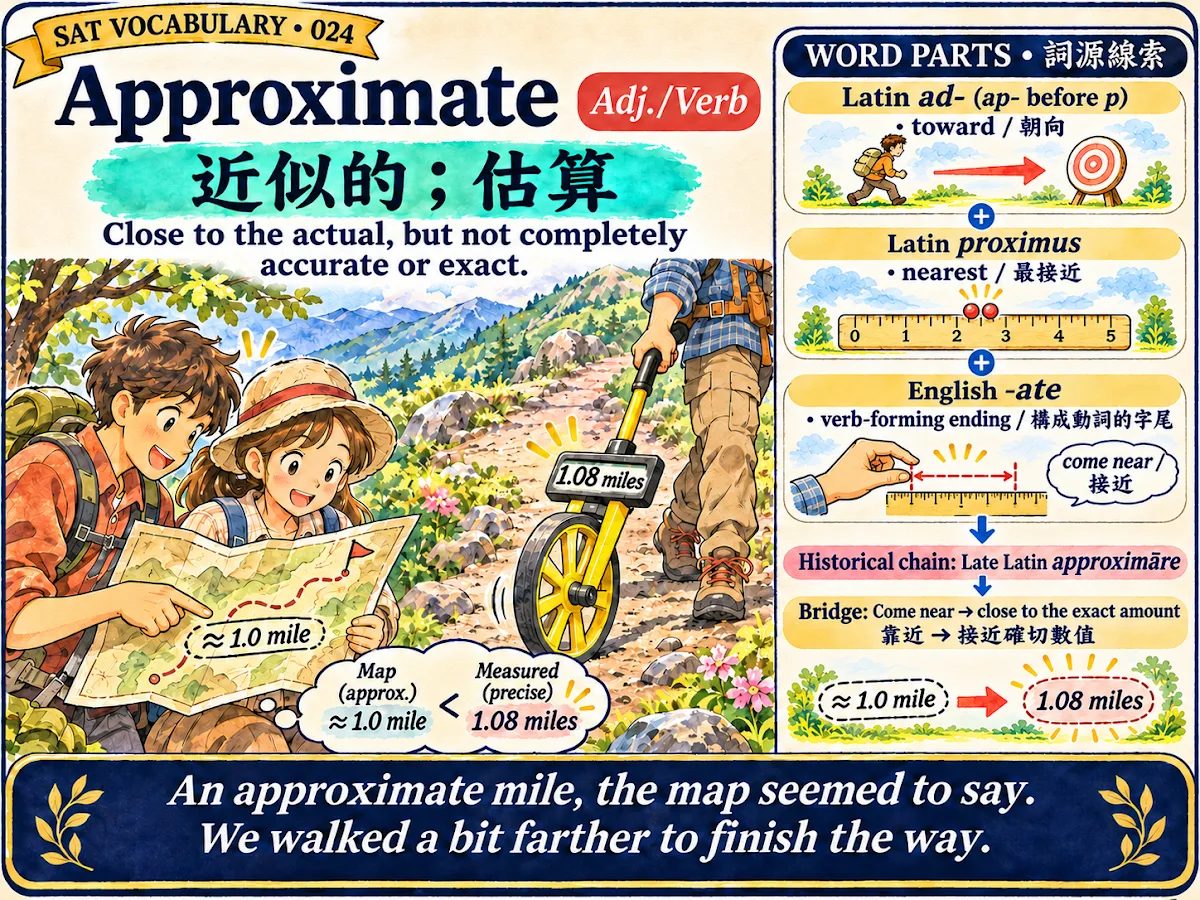 SAT VOCABULARY • 024
Approximate
Adj./Verb
近似的；估算
Close to the actual, but not completely
accurate or exact.
≈ 1.0 mile
1.08 miles
Map
(approx.)
≈ 1.0 mile
<
Measured
(precise)
1.08 miles
WORD PARTS • 詞源線索
Latin ad- (ap- before p)
• toward / 朝向
+
Latin proximus
• nearest / 最接近
0 1 2 3 4 5
+
English -ate
• verb-forming ending / 構成動詞的字尾
come near /
接近
Historical chain: Late Latin approximāre
Bridge: Come near → close to the exact amount
靠近 → 接近確切數值
≈ 1.0 mile
1.08 miles
An approximate mile, the map seemed to say.
We walked a bit farther to finish the way.